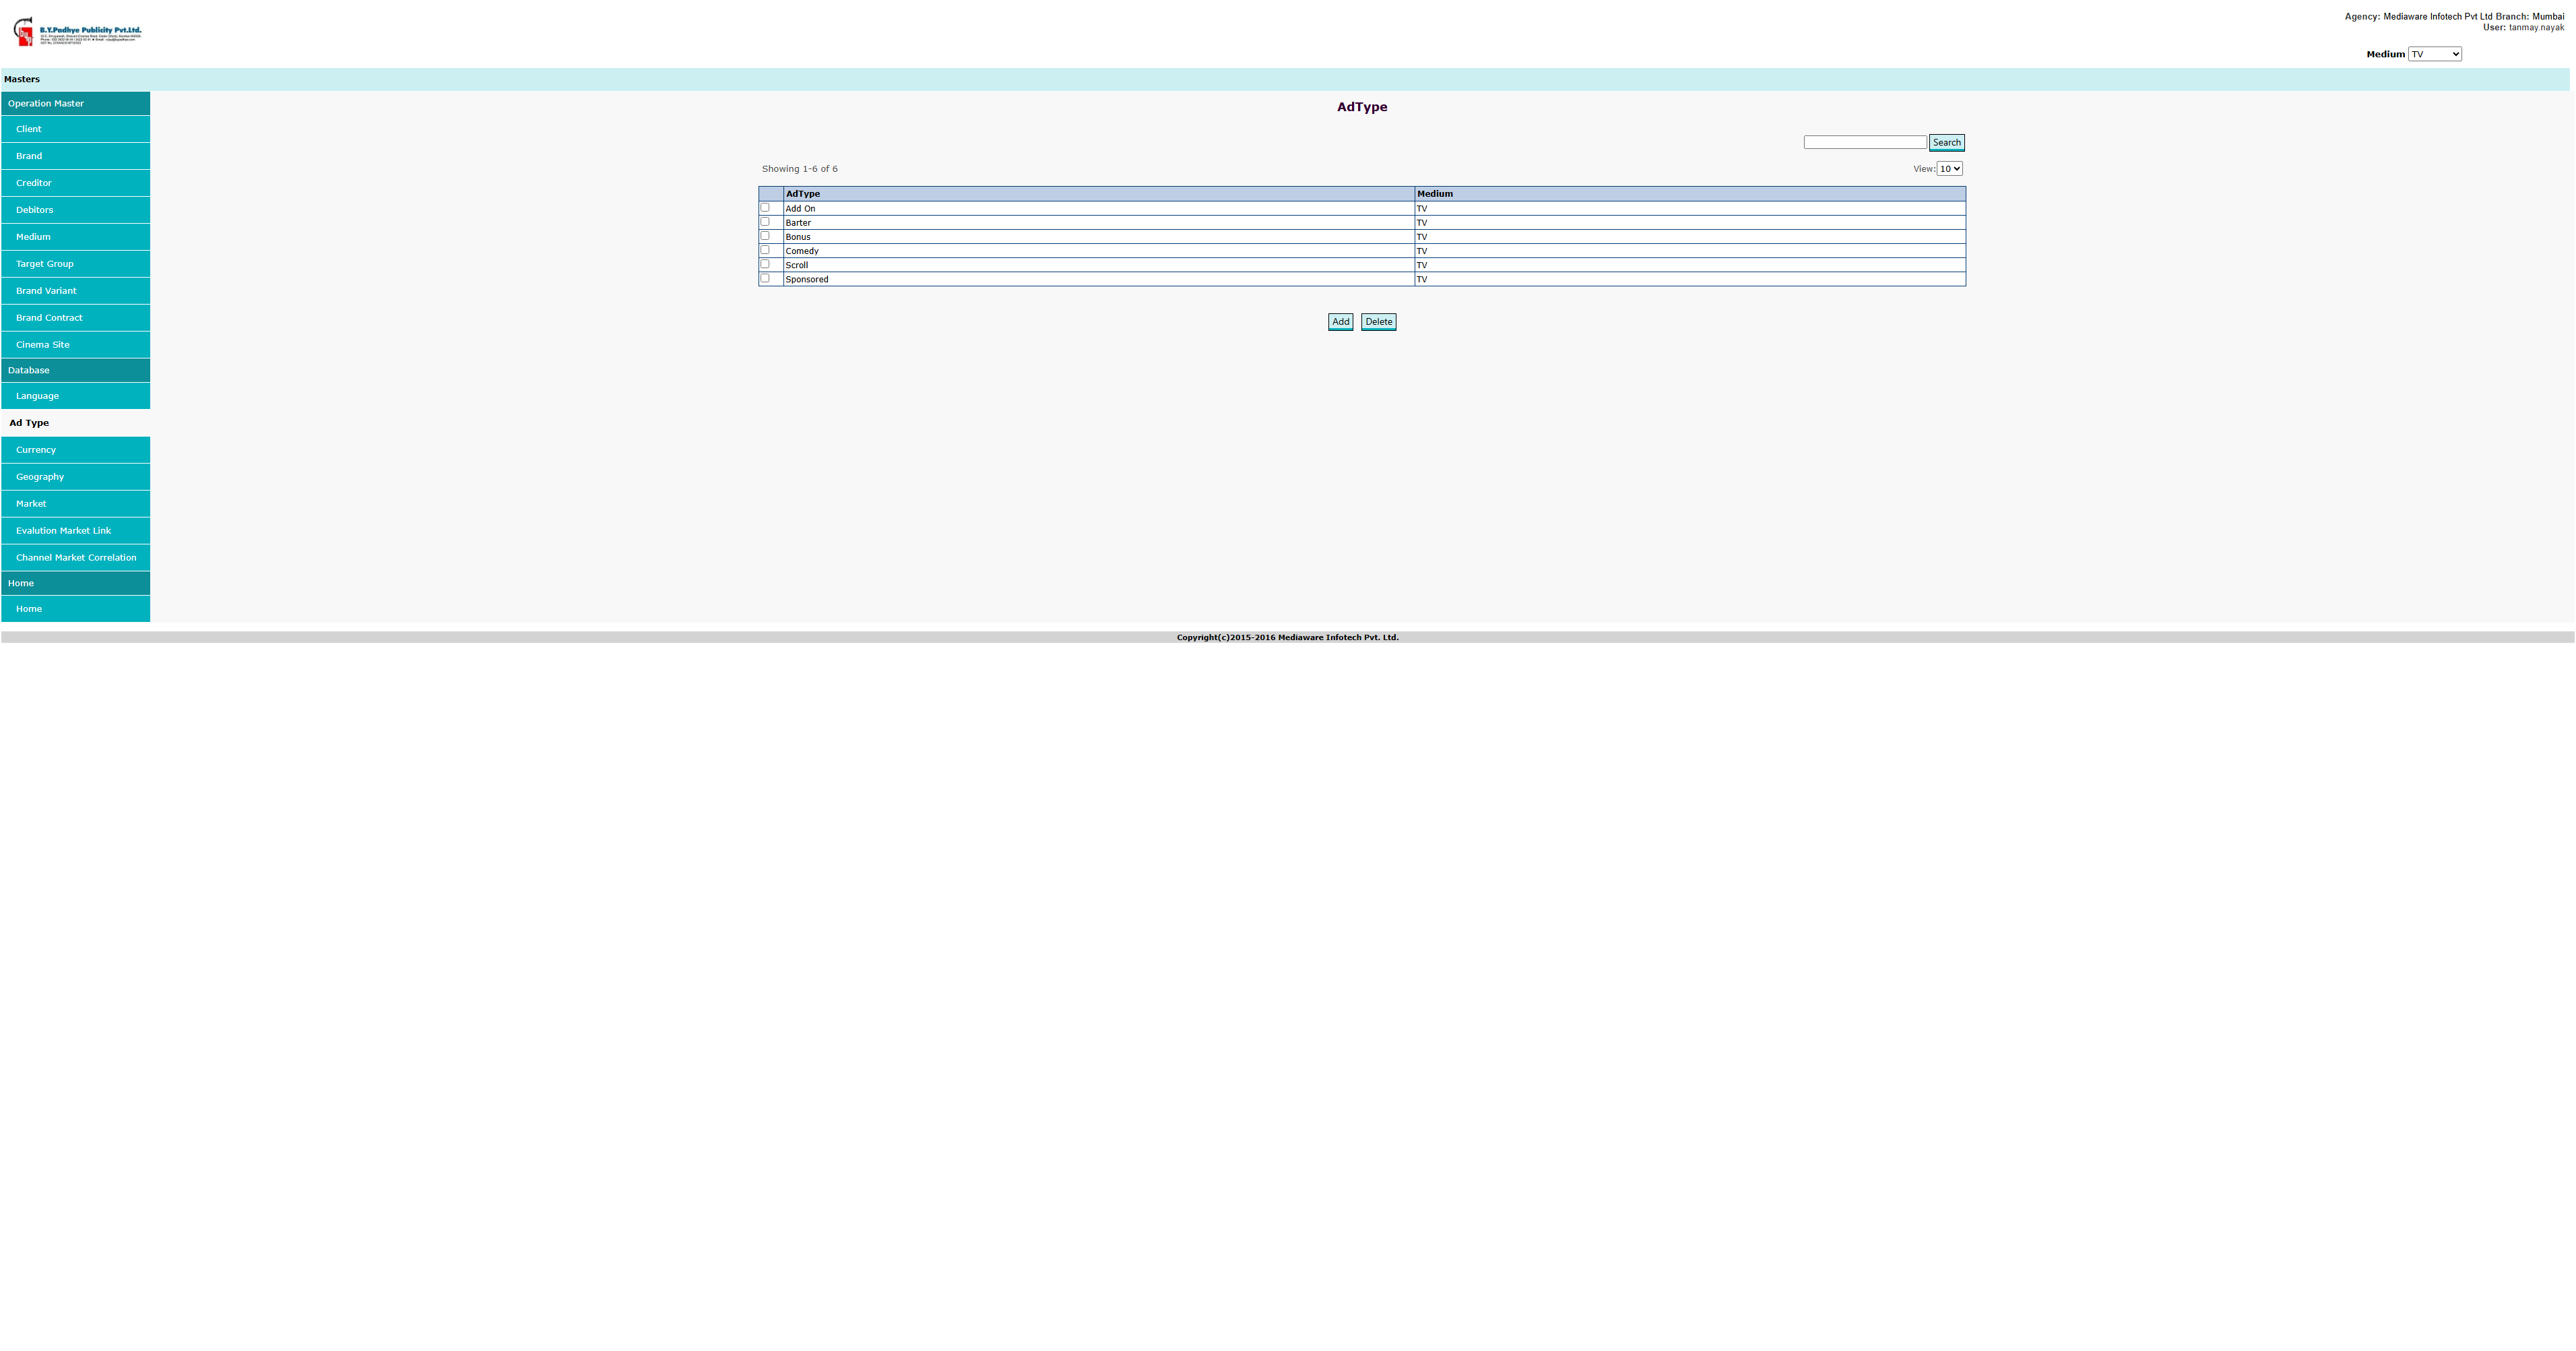 B.Y.Padhye Publicity Pvt.Ltd.
Agency: Mediaware Infotech Pvt Ltd Branch: Mumbai
User: tanmay.nayak
Medium TV
Masters
Operation Master
Client
Brand
Creditor
Debitors
Medium
Target Group
Brand Variant
Brand Contract
Cinema Site
Database
Language
Ad Type
Currency
Geography
Market
Evalution Market Link
Channel Market Correlation
Home
Home
AdType
Search
Showing 1-6 of 6 View: 10
AdType Medium
Add On TV
Barter TV
Bonus TV
Comedy TV
Scroll TV
Sponsored TV
Add Delete
Copyright(c)2015-2016 Mediaware Infotech Pvt. Ltd.